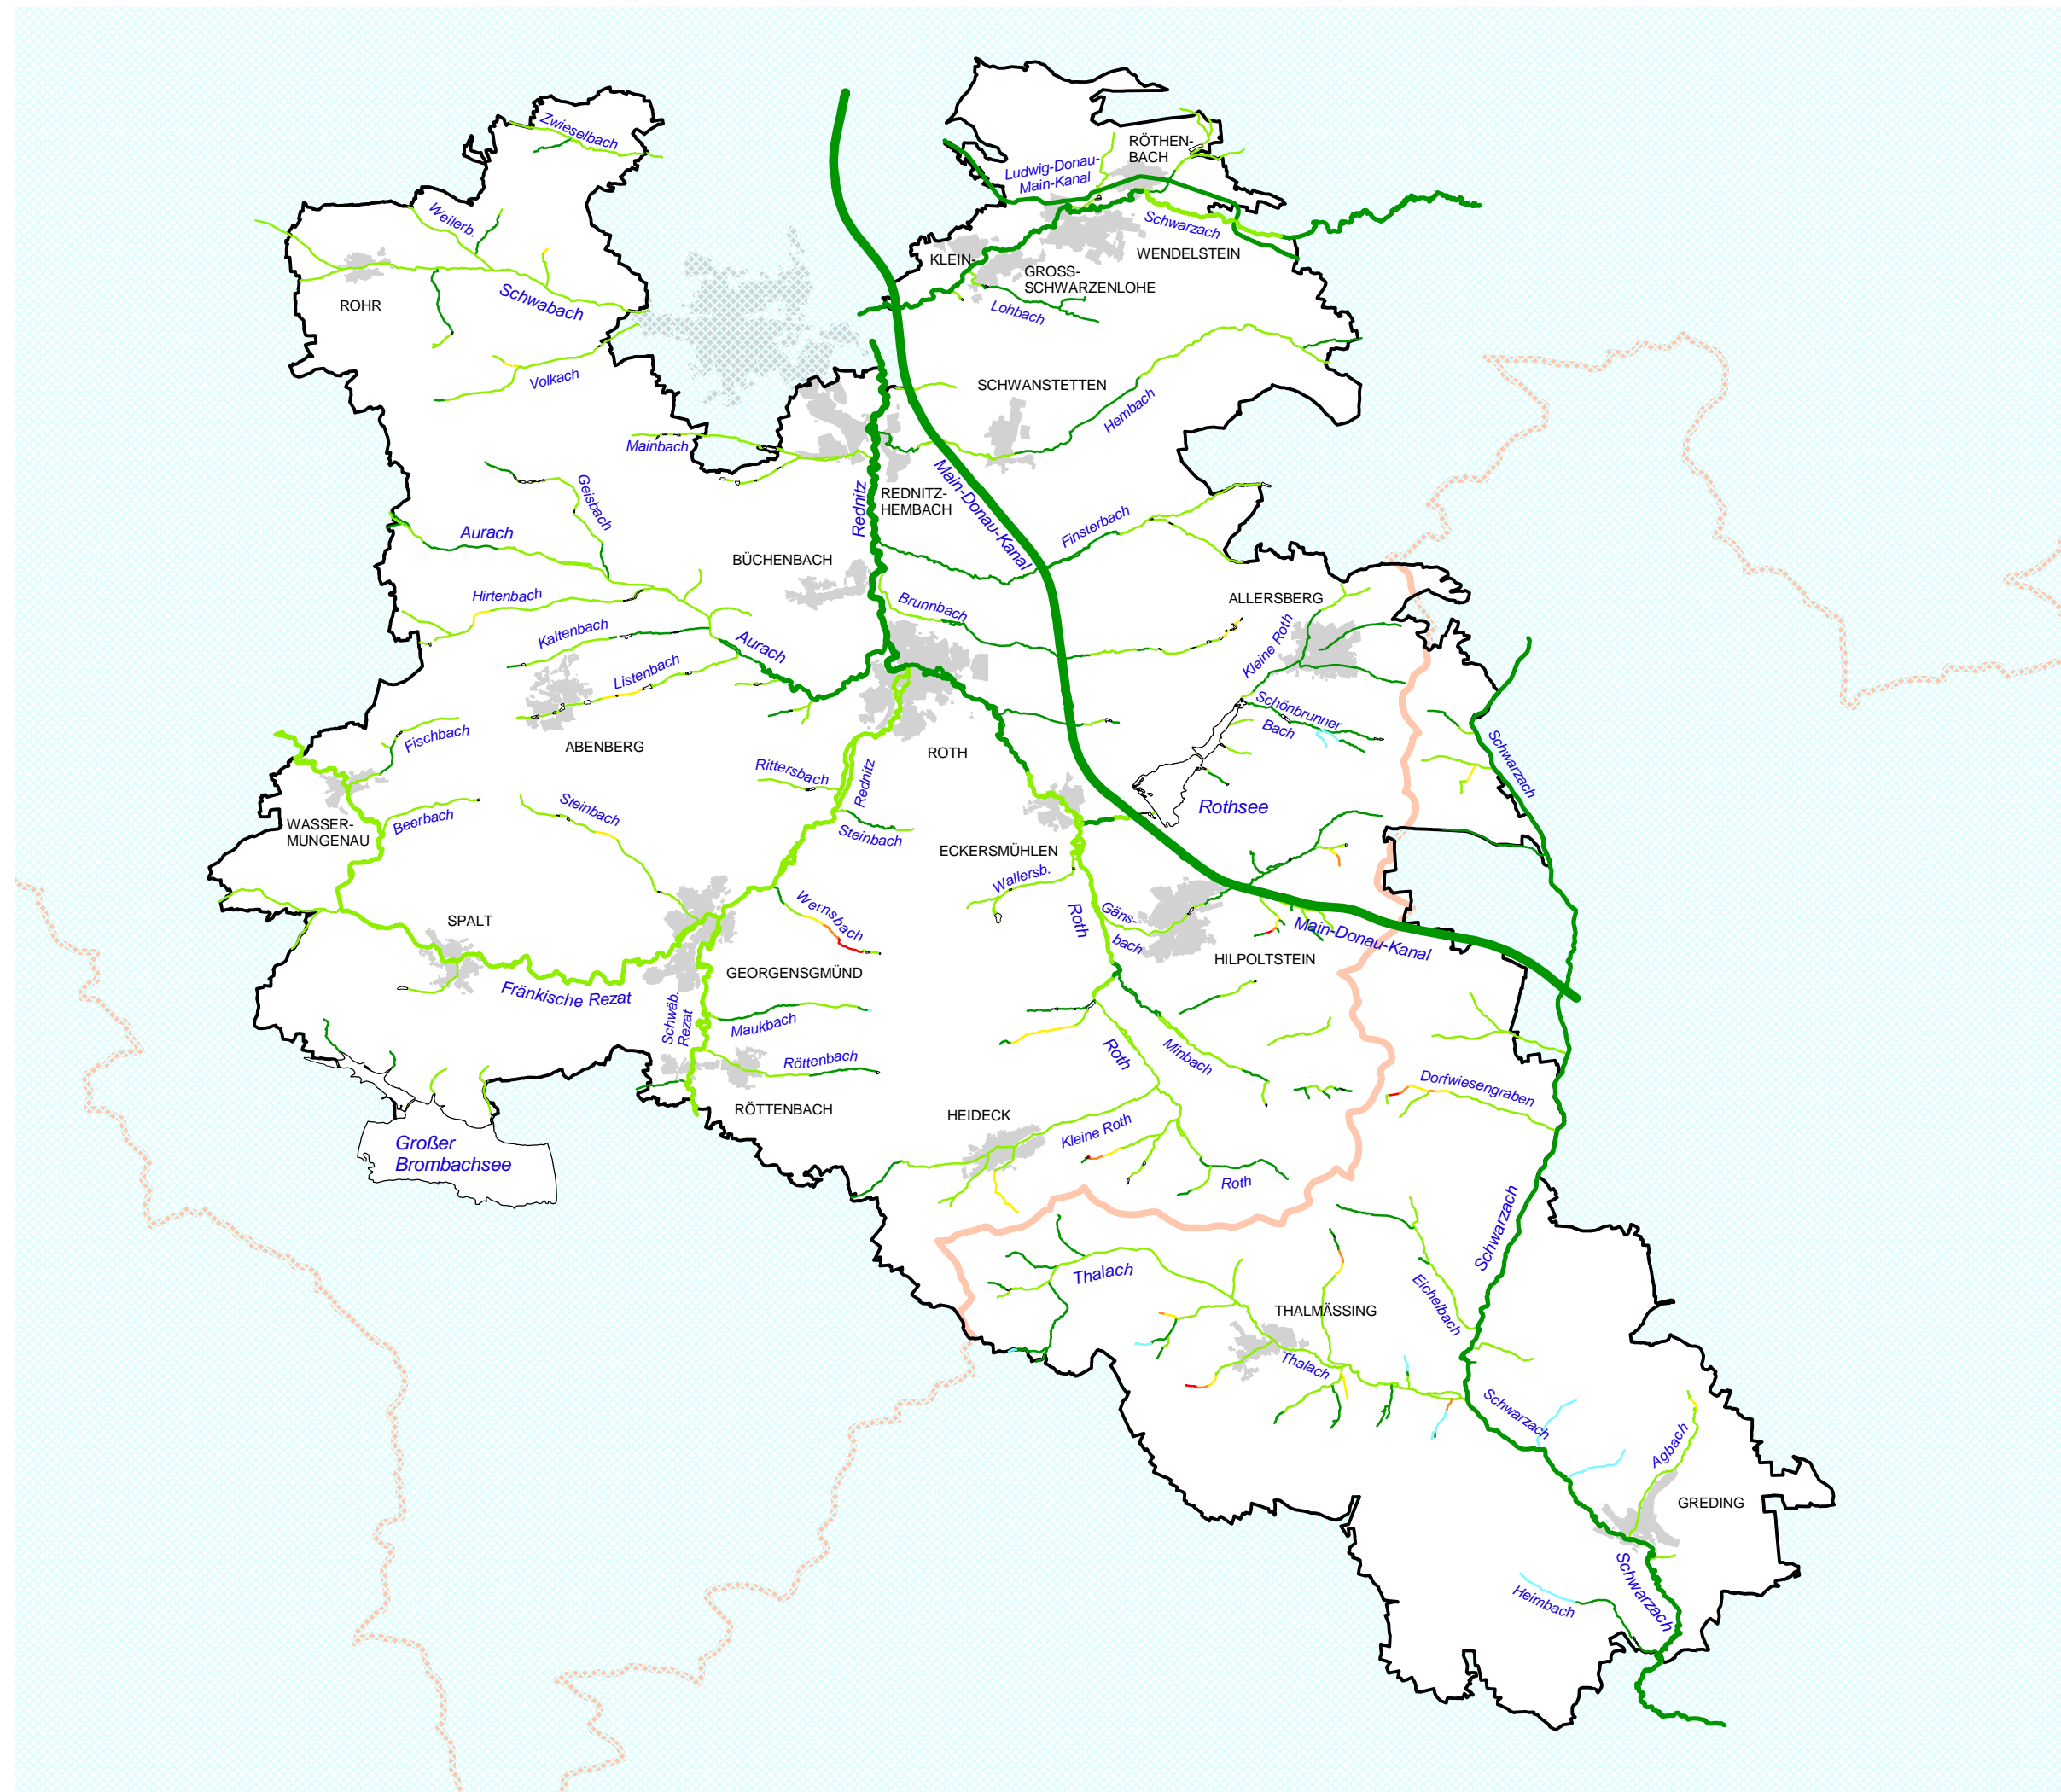 Zwieselbach
RÖTHEN-
BACH
Ludwig-Donau-
Main-Kanal
Weilerb.
Schwarzach
WENDELSTEIN
KLEIN-
GROSS-
SCHWARZENLOHE
ROHR
Schwabach
Lohbach
Volkach
SCHWANSTETTEN
Hembach
Mainbach
Geisbach
Rednitz
REDNITZ-
HEMBACH
Main-Donau-Kanal
Finsterbach
Aurach
BÜCHENBACH
Hirtenbach
Brunnbach
ALLERSBERG
Kaltenbach
Aurach
Kleine Roth
Listenbach
Schönbrunner
Bach
Fischbach
ABENBERG
ROTH
Schwarzach
Rittersbach
Rednitz
Rothsee
Steinbach
Beerbach
WASSER-
MUNGENAU
Steinbach
ECKERSMÜHLEN
Wallersb.
Wernsbach
SPALT
Roth
Gäns-
bach
Main-Donau-Kanal
HILPOLTSTEIN
GEORGENSGMÜND
Fränkische Rezat
Schwäb.
Rezat
Maukbach
Röttenbach
Roth
Minbach
Dorfwiesengraben
RÖTTENBACH
HEIDECK
Kleine Roth
Großer
Brombachsee
Roth
Schwarzach
Thalach
Eichelbach
THALMÄSSING
Thalach
Schwarzach
Agbach
GREDING
Heimbach
Schwarzach